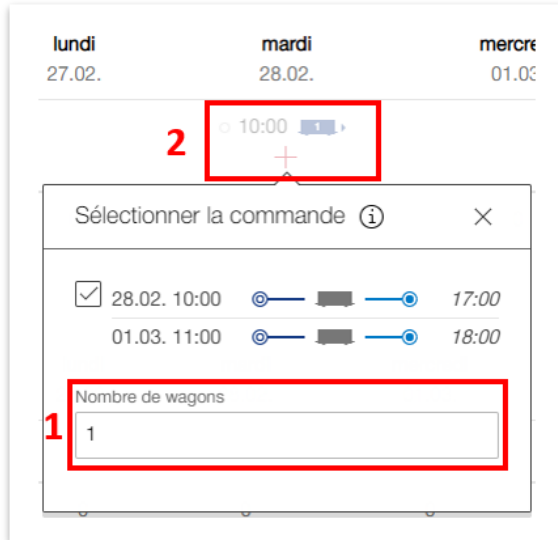 lundi mardi mercre
27.02. 28.02. 01.03
2 10:00 1
Sélectionner la commande i
28.02. 10:00 17:00
01.03. 11:00 18:00
Nombre de wagons
1 1